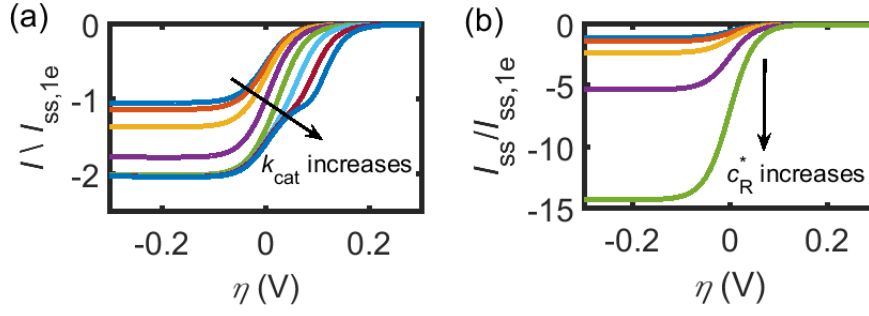 (a)
0
-1
-2
I \ I_ss,1e
k_cat increases
-0.2 0 0.2
η (V)
(b)
0
-5
-10
-15
I_ss/I_ss,1e
c_R^* increases
-0.2 0 0.2
η (V)